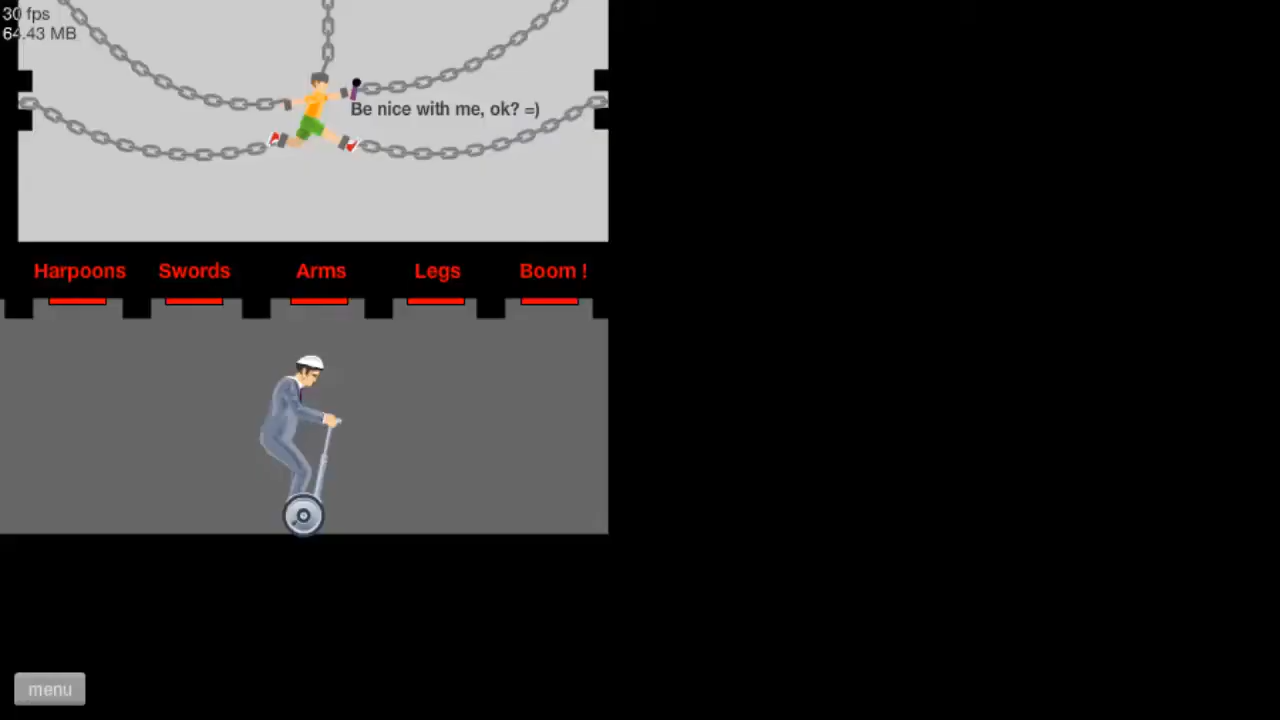 30 fps
64.43 MB
Be nice with me, ok? =)
Harpoons Swords Arms Legs Boom !
menu